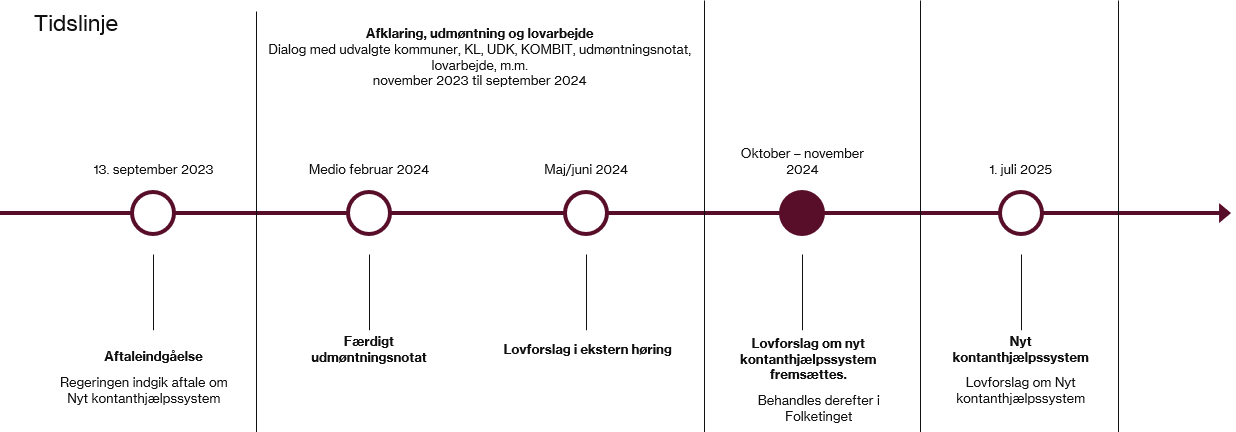 Tidslinje
Afklaring, udmøntning og lovarbejde
Dialog med udvalgte kommuner, KL, UDK, KOMBIT, udmøntningsnotat,
lovarbejde, m.m.
november 2023 til september 2024
13. september 2023
Medio februar 2024
Maj/juni 2024
Oktober – november
2024
1. juli 2025
Aftaleindgåelse
Regeringen indgik aftale om
Nyt kontanthjælpssystem
Færdigt
udmøntningsnotat
Lovforslag i ekstern høring
Lovforslag om nyt
kontanthjælpssystem
fremsættes.
Behandles derefter i
Folketinget
Nyt
kontanthjælpssystem
Lovforslag om Nyt
kontanthjælpssystem